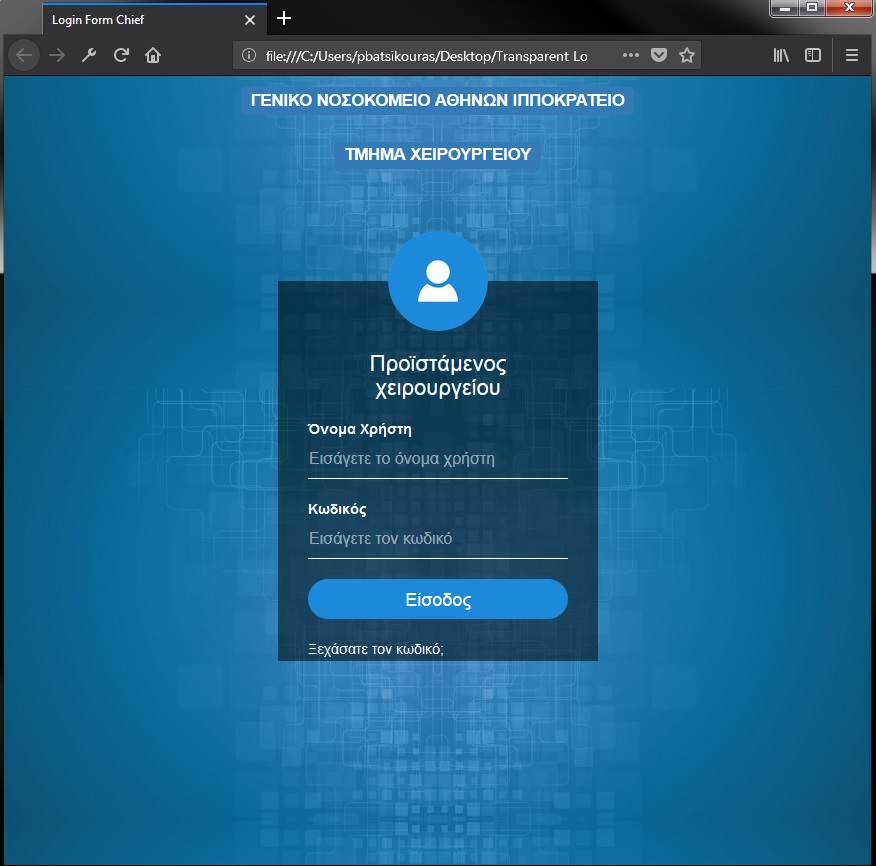 Login Form Chief
file:///C:/Users/pbatsikouras/Desktop/Transparent Lo
ΓΕΝΙΚΟ ΝΟΣΟΚΟΜΕΙΟ ΑΘΗΝΩΝ ΙΠΠΟΚΡΑΤΕΙΟ
ΤΜΗΜΑ ΧΕΙΡΟΥΡΓΕΙΟΥ
Προϊστάμενος
χειρουργείου
Όνομα Χρήστη
Εισάγετε το όνομα χρήστη
Κωδικός
Εισάγετε τον κωδικό
Είσοδος
Ξεχάσατε τον κωδικό;